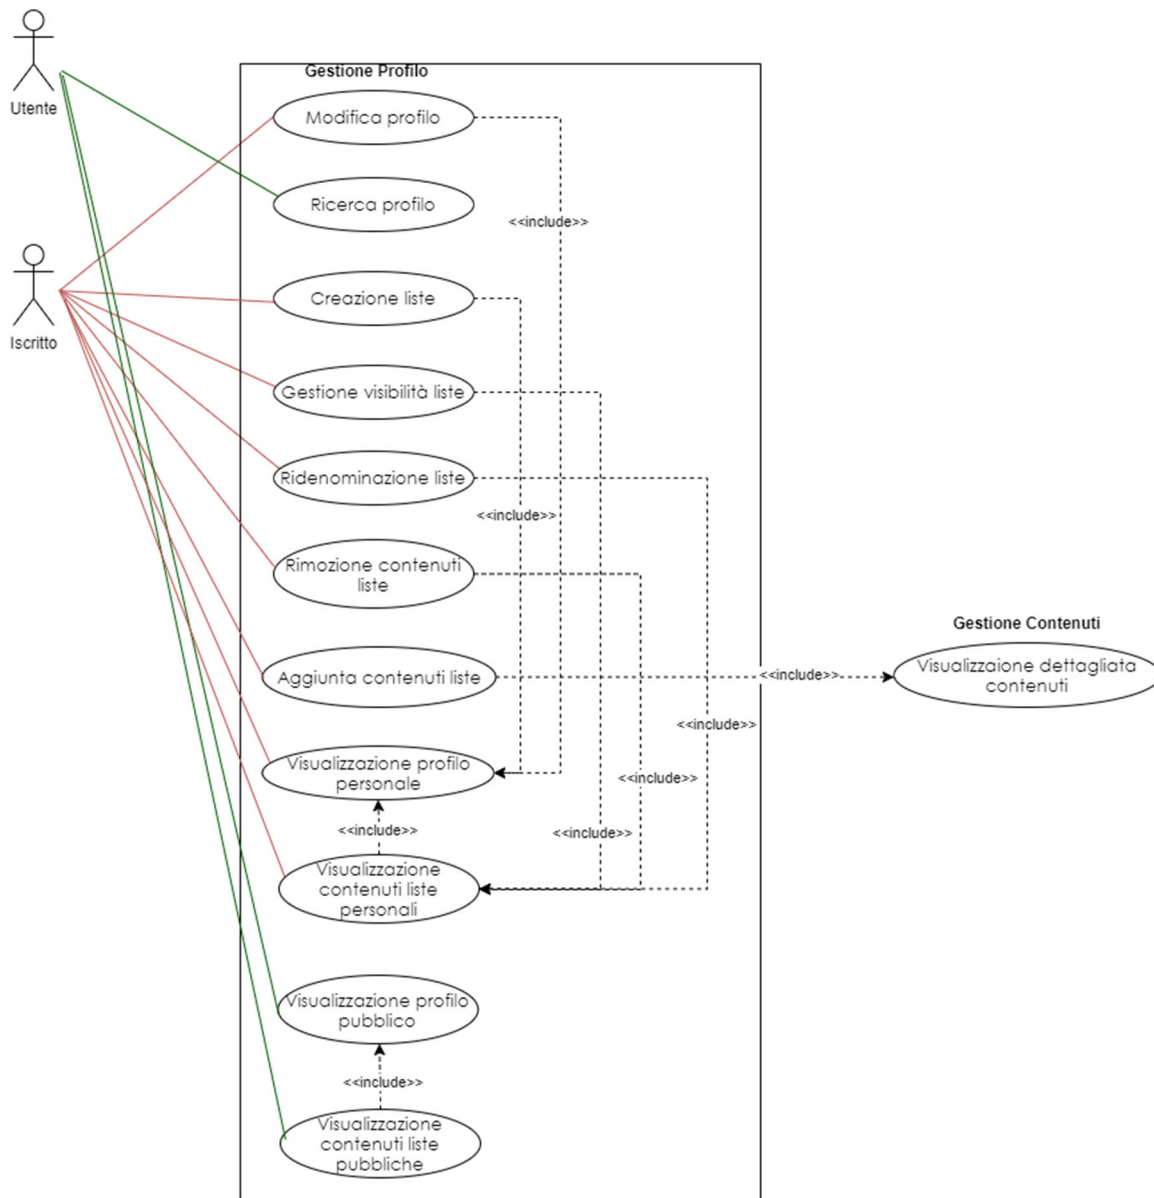 Utente
Gestione Profilo
Modifica profilo
Ricerca profilo
<<include>>
Iscritto
Creazione liste
Gestione visibilità liste
Ridenominazione liste
<<include>>
Rimozione contenuti
liste
Gestione Contenuti
Aggiunta contenuti liste
<<include>>
Visualizzaione dettagliata
contenuti
<<include>>
Visualizzazione profilo
personale
<<include>>
<<include>>
<<include>>
Visualizzazione
contenuti liste
personali
Visualizzazione profilo
pubblico
<<include>>
Visualizzazione
contenuti liste
pubbliche